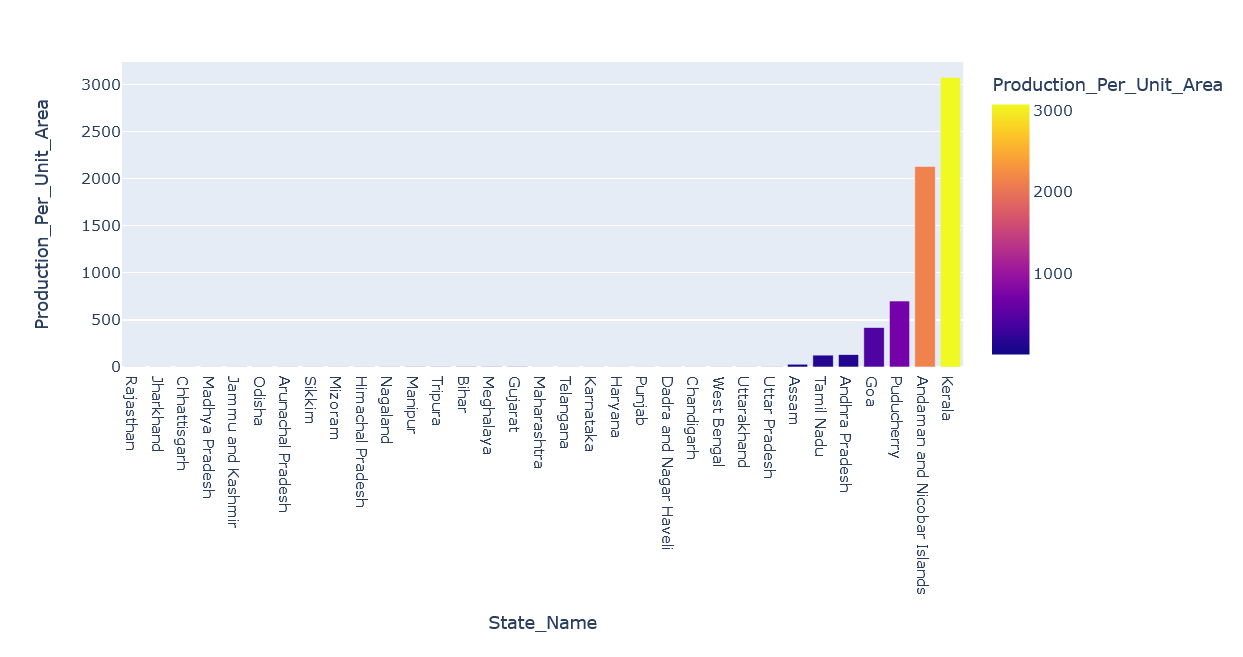 Production_Per_Unit_Area
3000
2500
2000
1500
1000
500
0
Production_Per_Unit_Area
3000
2000
1000
Rajasthan
Jharkhand
Chhattisgarh
Madhya Pradesh
Jammu and Kashmir
Odisha
Arunachal Pradesh
Sikkim
Mizoram
Himachal Pradesh
Nagaland
Manipur
Tripura
Bihar
Meghalaya
Gujarat
Maharashtra
Telangana
Karnataka
Haryana
Punjab
Dadra and Nagar Haveli
Chandigarh
West Bengal
Uttarakhand
Uttar Pradesh
Assam
Tamil Nadu
Andhra Pradesh
Goa
Puducherry
Andaman and Nicobar Islands
Kerala
State_Name